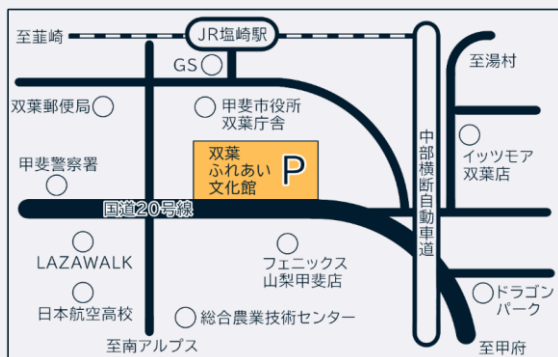 至韮崎
JR塩崎駅
GS
至湯村
双葉郵便局
甲斐市役所
双葉庁舎
中部横断自動車道
イッツモア
双葉店
双葉
ふれあい
文化館
P
甲斐警察署
国道20号線
LAZAWALK
フェニックス
山梨甲斐店
日本航空高校
総合農業技術センター
ドラゴン
パーク
至南アルプス
至甲府